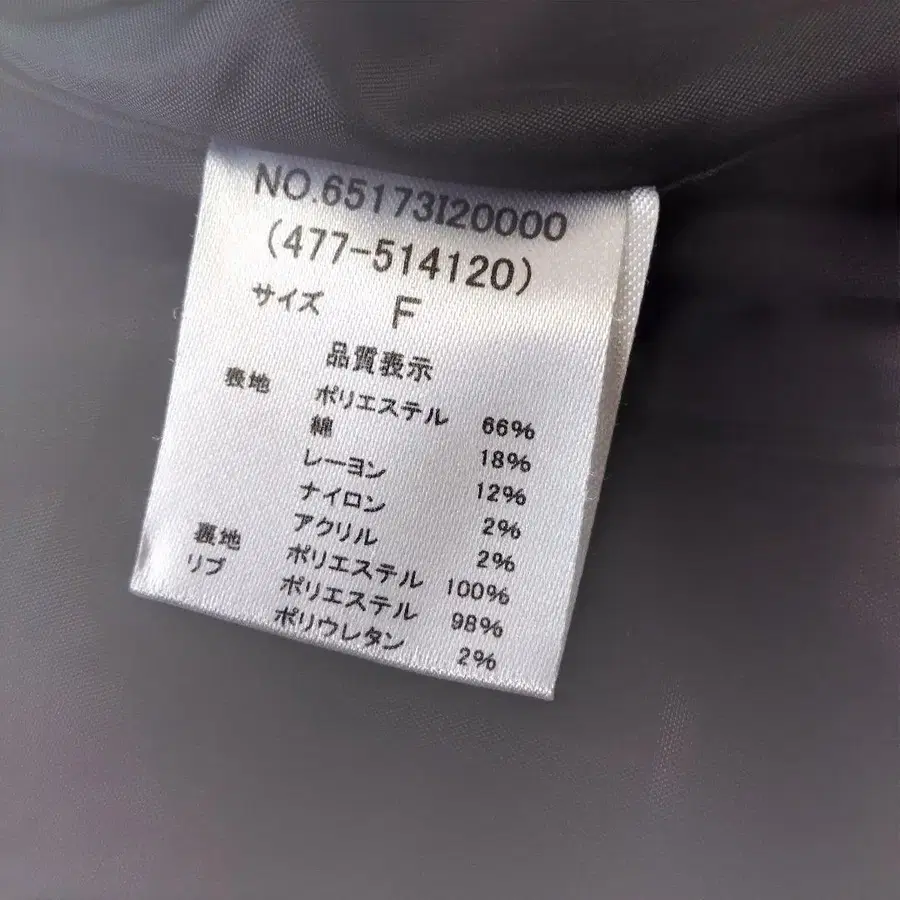 NO.65173I20000
(477-514120)
サイズ F
品質表示
表地 ポリエステル 66%
綿 18%
レーヨン 12%
ナイロン 2%
アクリル 2%
裏地 ポリエステル 100%
リブ ポリエステル 98%
ポリウレタン 2%